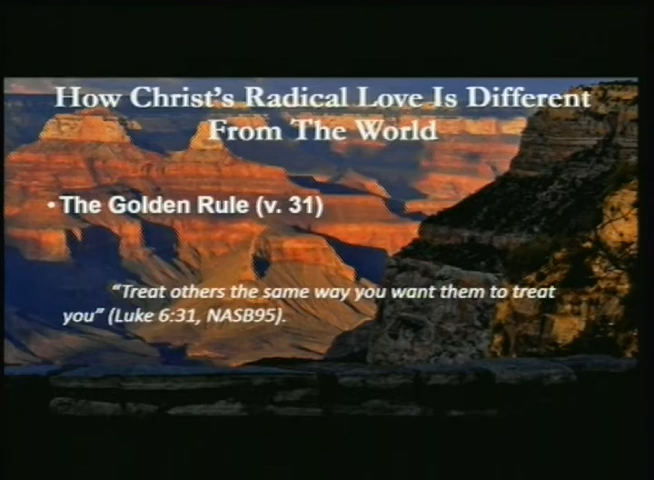 How Christ's Radical Love Is Different
From The World
• The Golden Rule (v. 31)
"Treat others the same way you want them to treat
you" (Luke 6:31, NASB95).